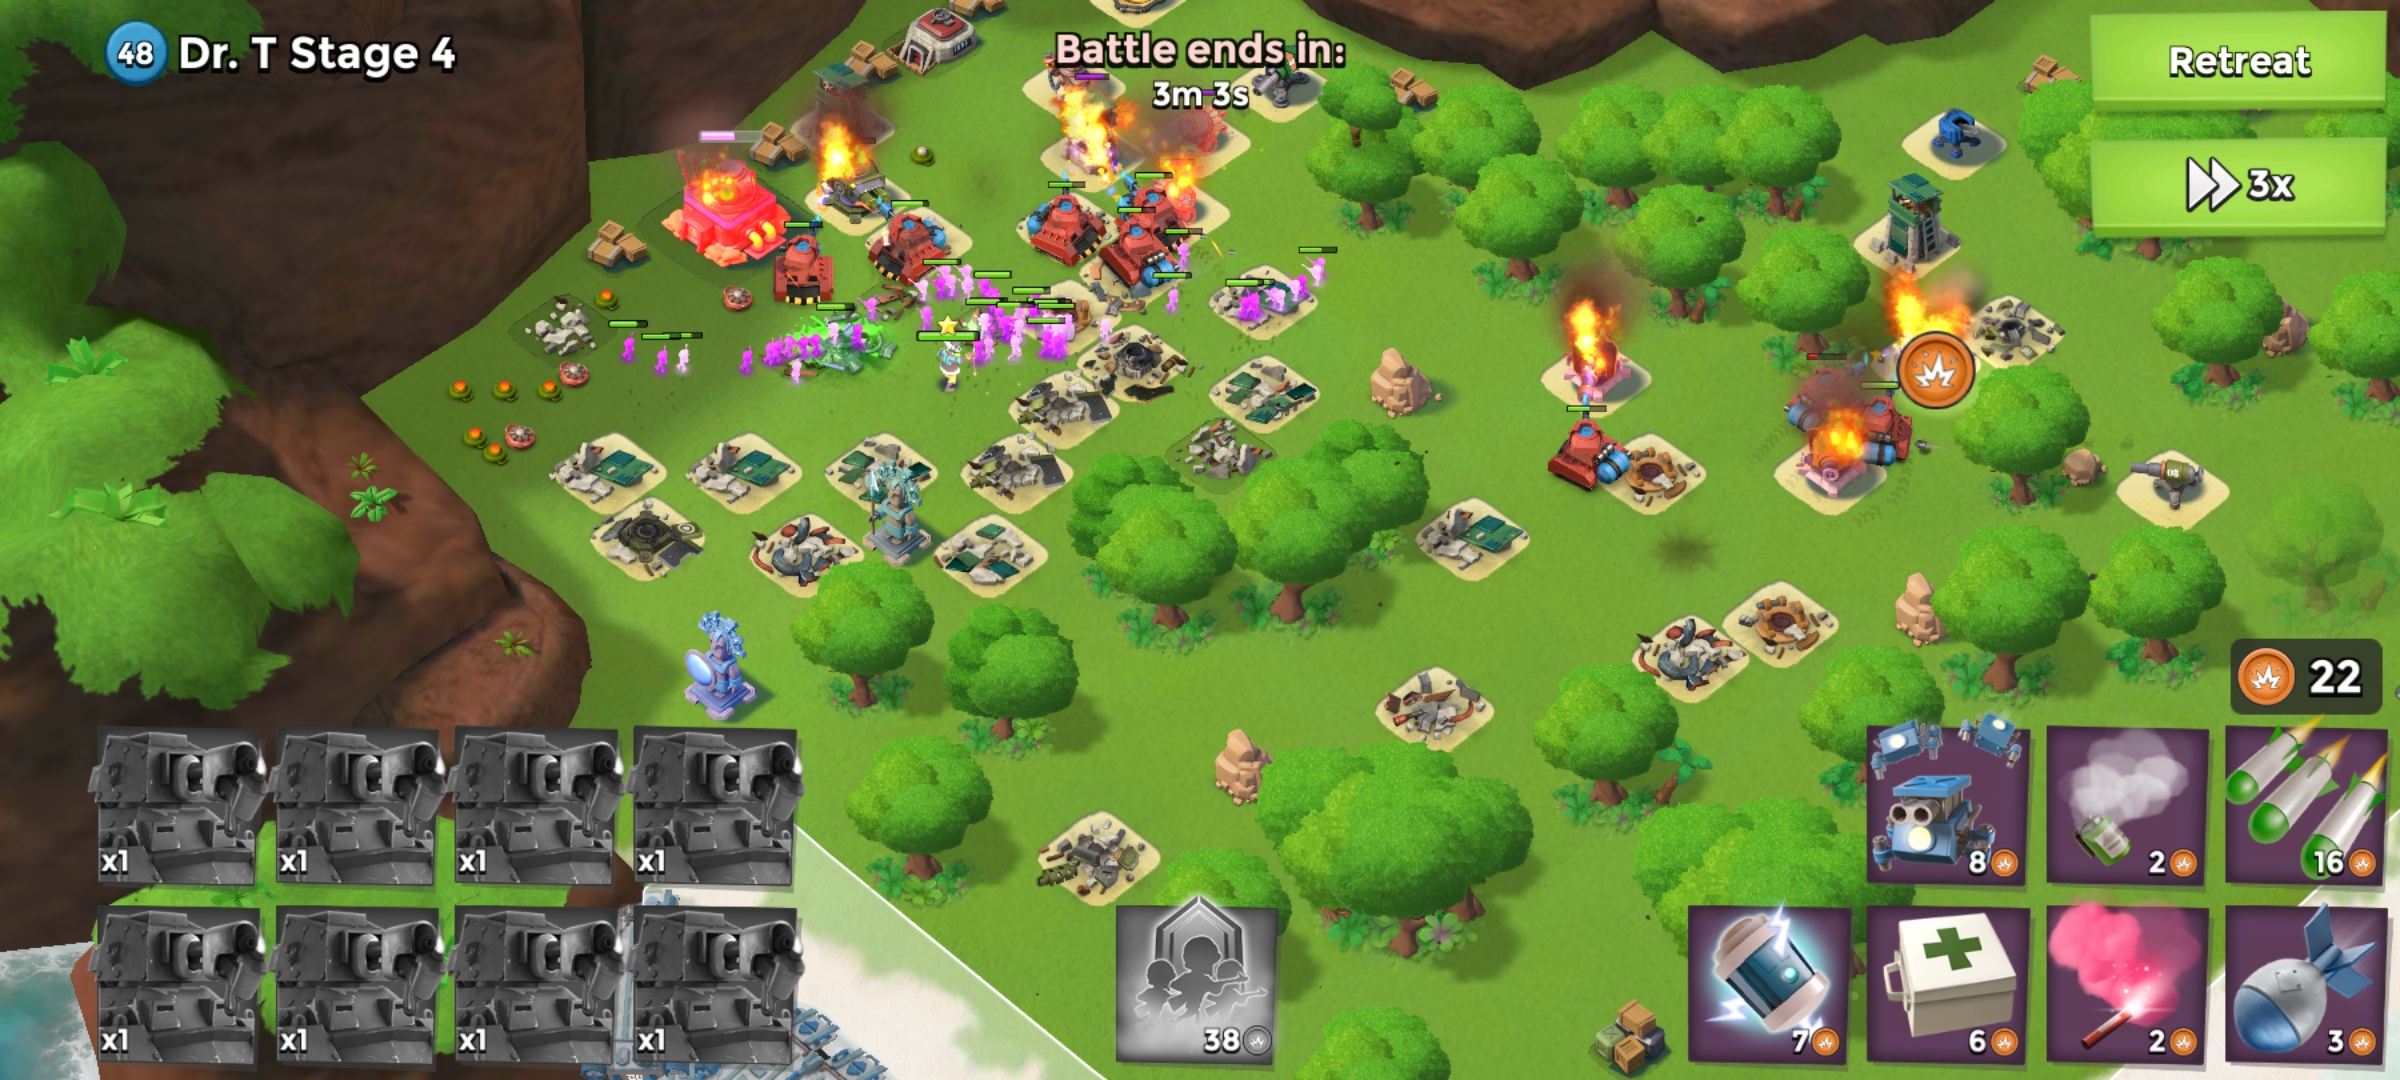 48 Dr. T Stage 4
Battle ends in:
3m 3s
Retreat
3x
22
x1 x1 x1 x1
8 2 16
x1 x1 x1 x1
38
7 6 2 3